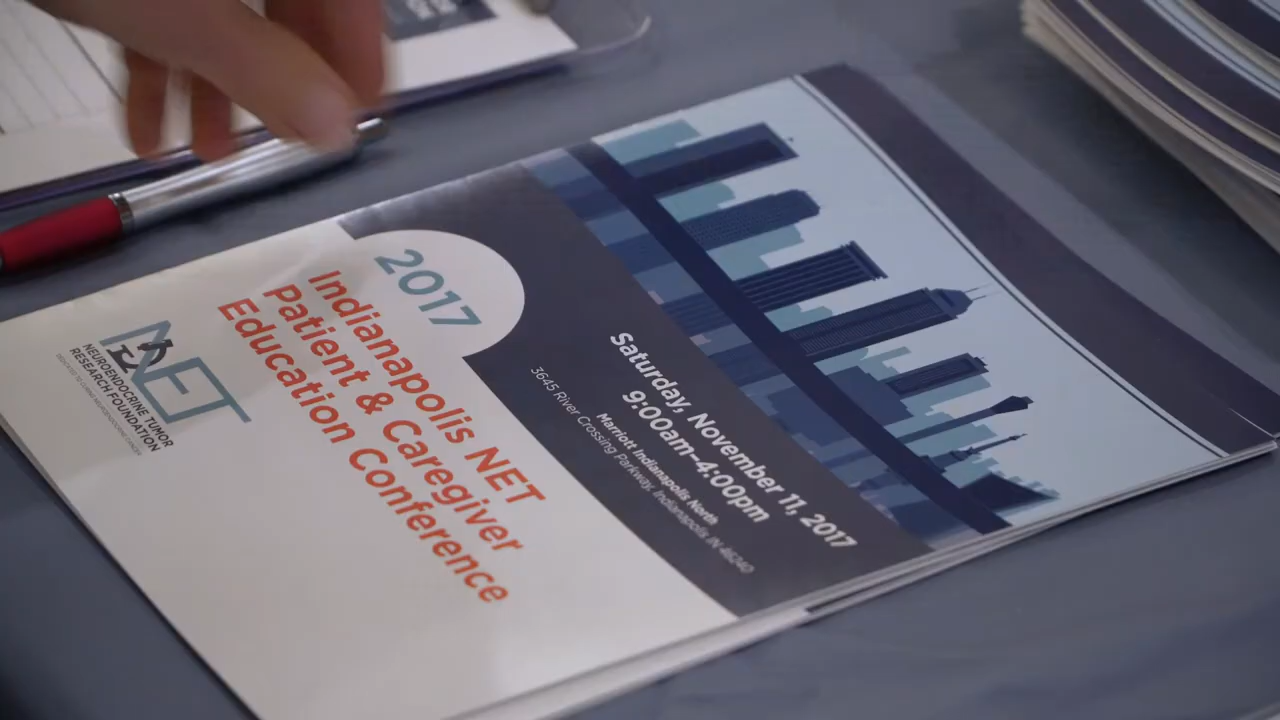 Saturday, November 11, 2017
9:00am-4:00pm
Marriott Indianapolis North
3645 River Crossing Parkway, Indianapolis IN 46240
2017
Indianapolis NET
Patient & Caregiver
Education Conference
NET
NEUROENDOCRINE TUMOR
RESEARCH FOUNDATION